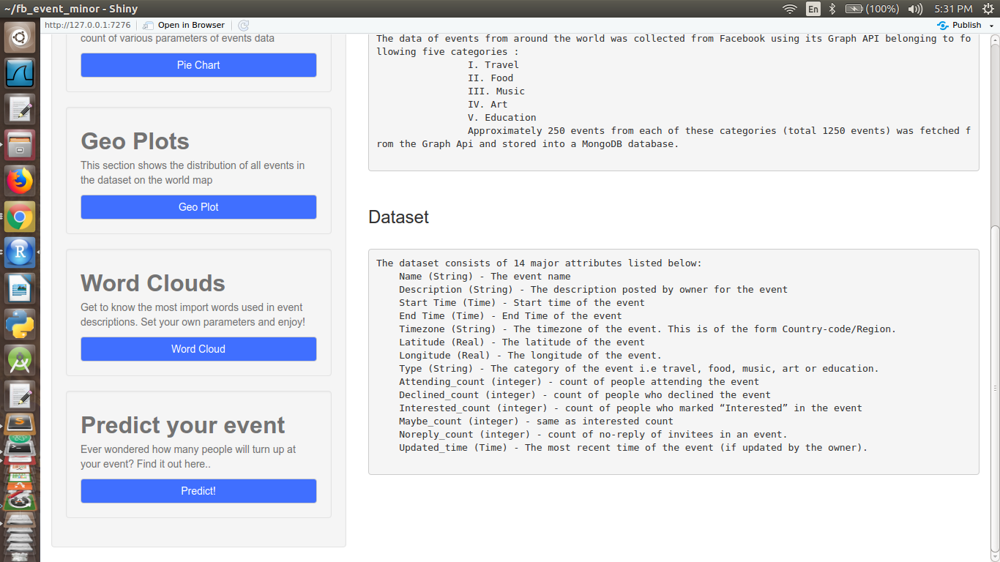 ~/fb_event_minor - Shiny
En
(100%)
5:31 PM
http://127.0.0.1:7276
Open in Browser
Publish
count of various parameters of events data
Pie Chart
Geo Plots
This section shows the distribution of all events in
the dataset on the world map
Geo Plot
Word Clouds
Get to know the most import words used in event
descriptions. Set your own parameters and enjoy!
Word Cloud
Predict your event
Ever wondered how many people will turn up at
your event? Find it out here..
Predict!
The data of events from around the world was collected from Facebook using its Graph API belonging to fo
llowing five categories :
I. Travel
II. Food
III. Music
IV. Art
V. Education
Approximately 250 events from each of these categories (total 1250 events) was fetched f
rom the Graph Api and stored into a MongoDB database.
Dataset
The dataset consists of 14 major attributes listed below:
Name (String) - The event name
Description (String) - The description posted by owner for the event
Start Time (Time) - Start time of the event
End Time (Time) - End Time of the event
Timezone (String) - The timezone of the event. This is of the form Country-code/Region.
Latitude (Real) - The latitude of the event
Longitude (Real) - The longitude of the event.
Type (String) - The category of the event i.e travel, food, music, art or education.
Attending_count (integer) - count of people attending the event
Declined_count (integer) - count of people who declined the event
Interested_count (integer) - count of people who marked “Interested” in the event
Maybe_count (integer) - same as interested count
Noreply_count (integer) - count of no-reply of invitees in an event.
Updated_time (Time) - The most recent time of the event (if updated by the owner).